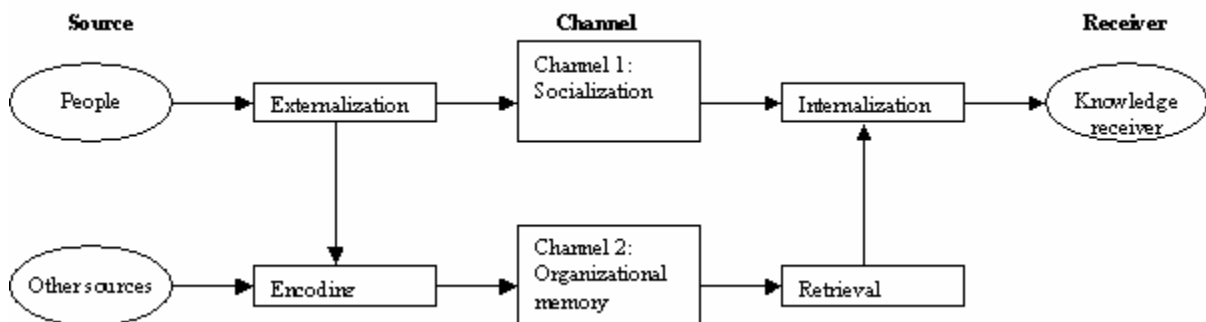 Source
Channel
Receiver
People
Externalization
Channel 1:
Socialization
Internalization
Knowledge
receiver
Other sources
Encoding
Channel 2:
Organizational
memory
Retrieval